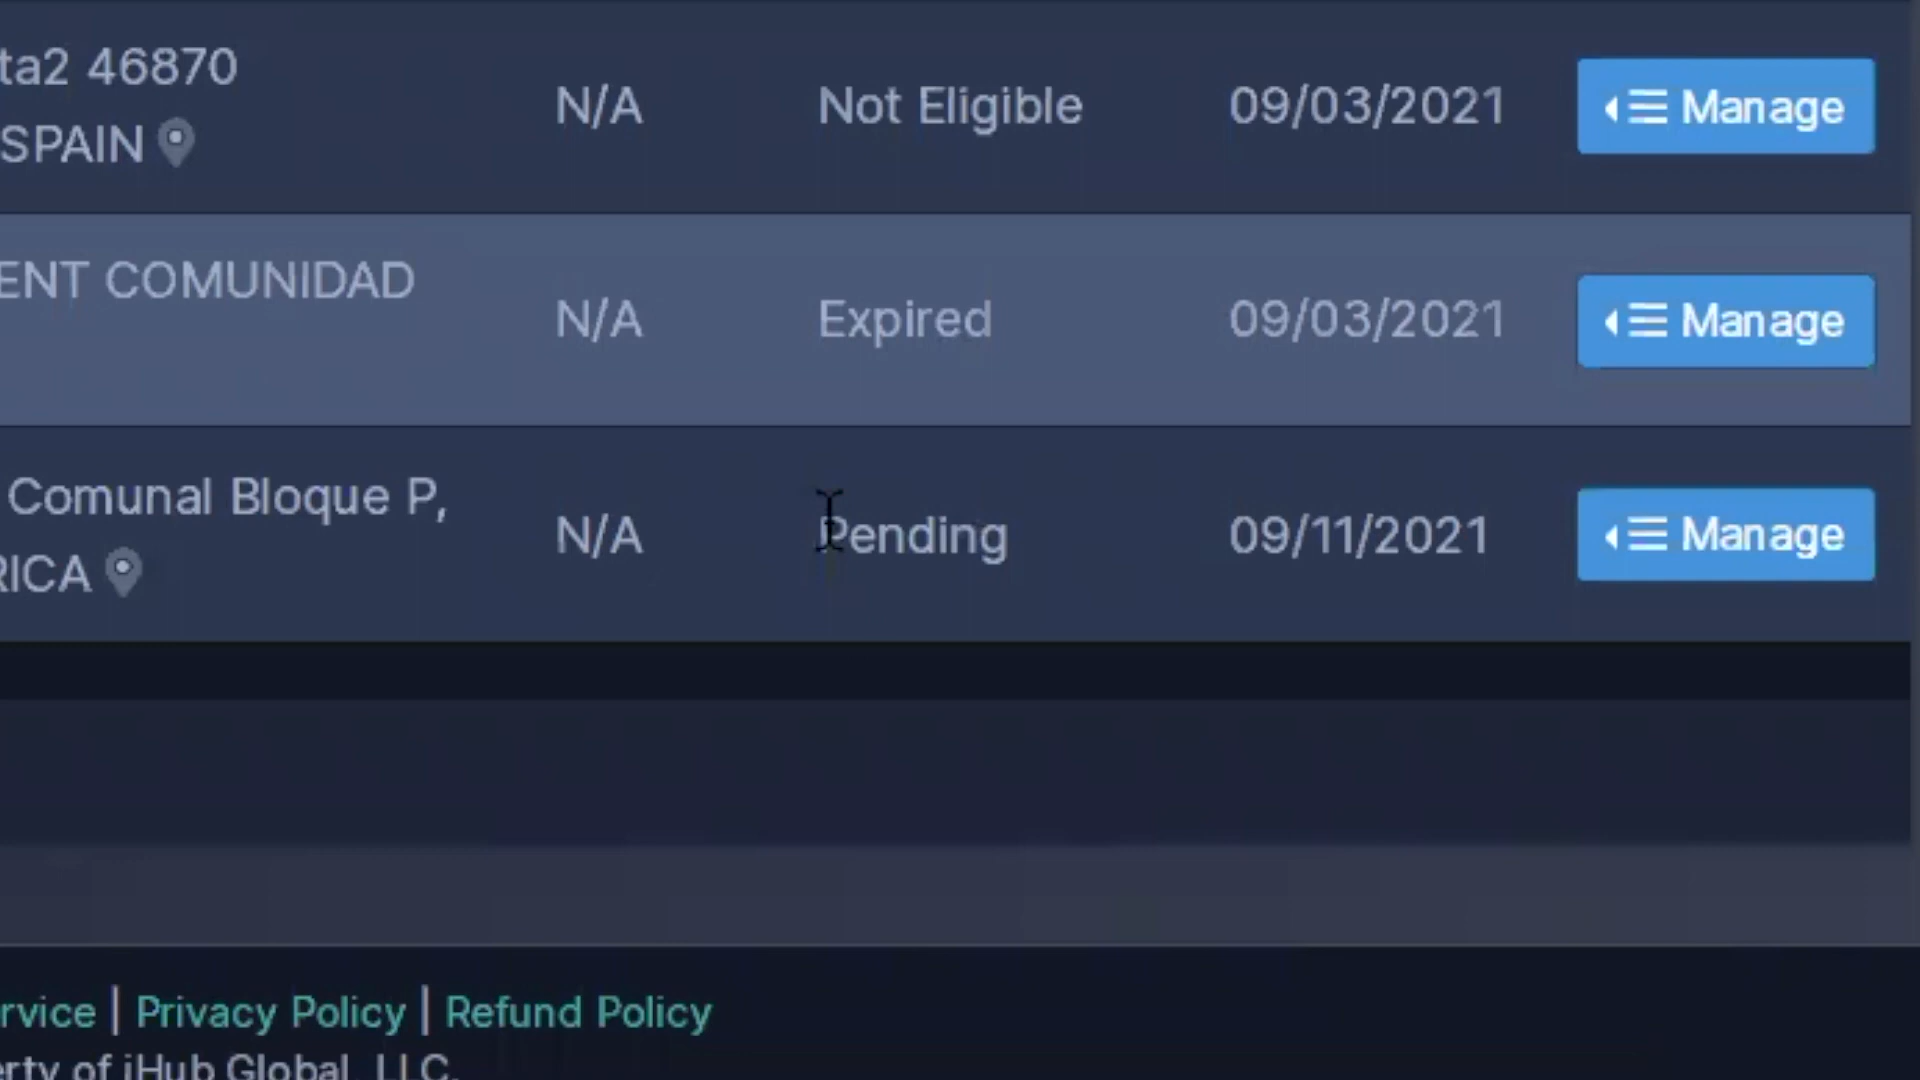 ta2 46870
SPAIN
N/A
Not Eligible
09/03/2021
Manage
ENT COMUNIDAD
N/A
Expired
09/03/2021
Manage
Comunal Bloque P,
RICA
N/A
Pending
09/11/2021
Manage
rvice | Privacy Policy | Refund Policy
erty of iHub Global, LLC.